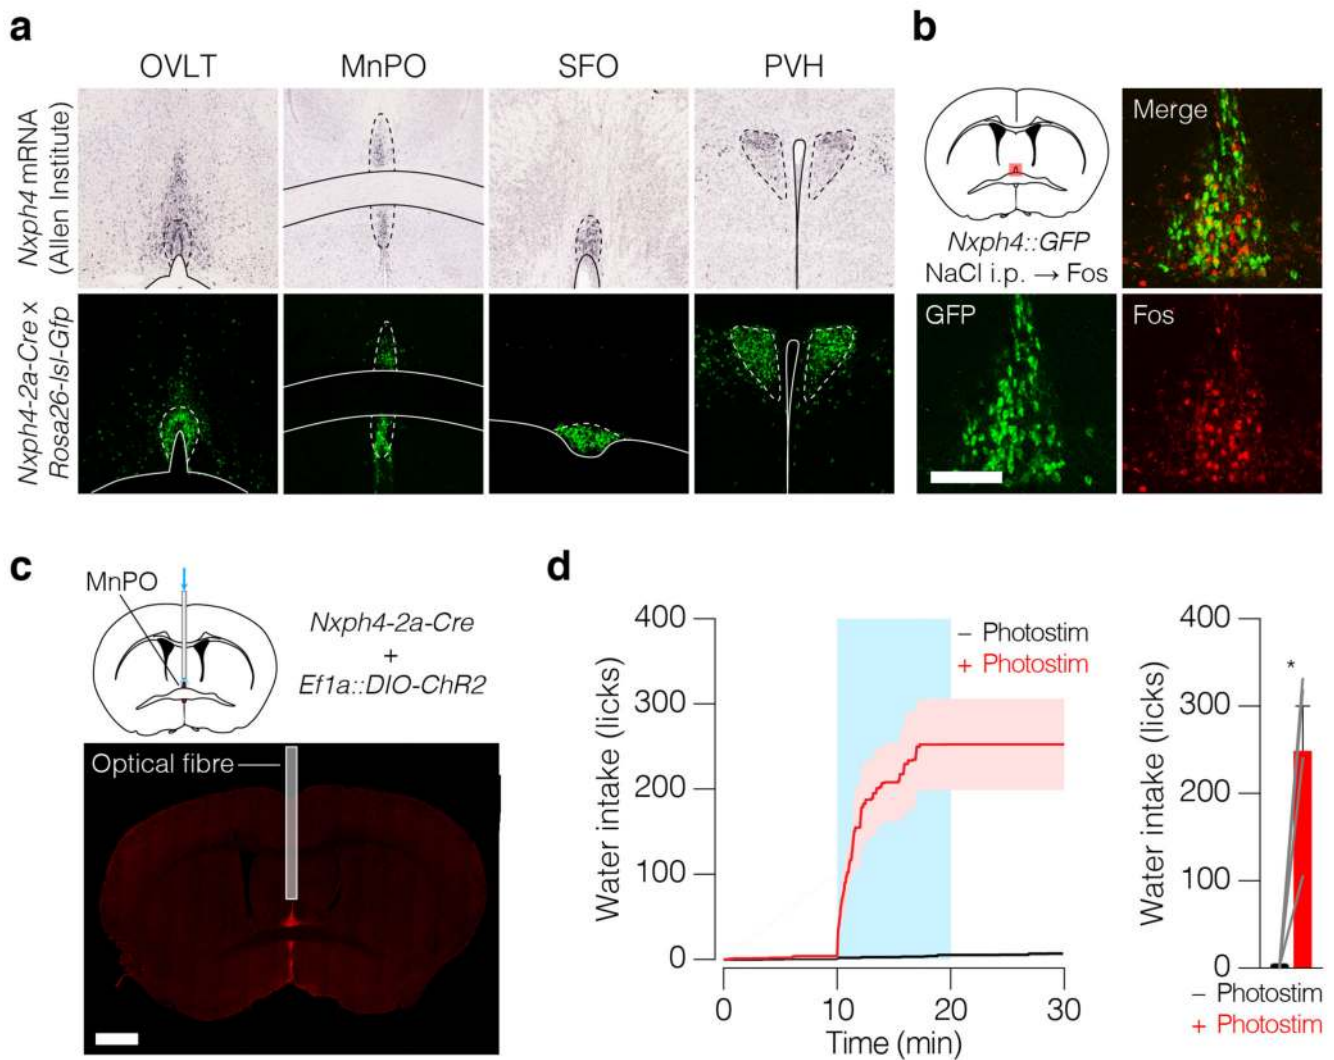 a
OVLT
MnPO
SFO
PVH
Nxph4 mRNA
(Allen Institute)
Nxph4-2a-Cre x
Rosa26-lsl-Gfp
b
Nxph4::GFP
NaCl i.p. → Fos
Merge
GFP
Fos
c
MnPO
Nxph4-2a-Cre
+
Ef1a::DIO-ChR2
Optical fibre
d
Water intake (licks)
400
300
200
100
0
0
10
20
30
Time (min)
– Photostim
+ Photostim
Water intake (licks)
400
300
200
100
0
*
– Photostim
+ Photostim